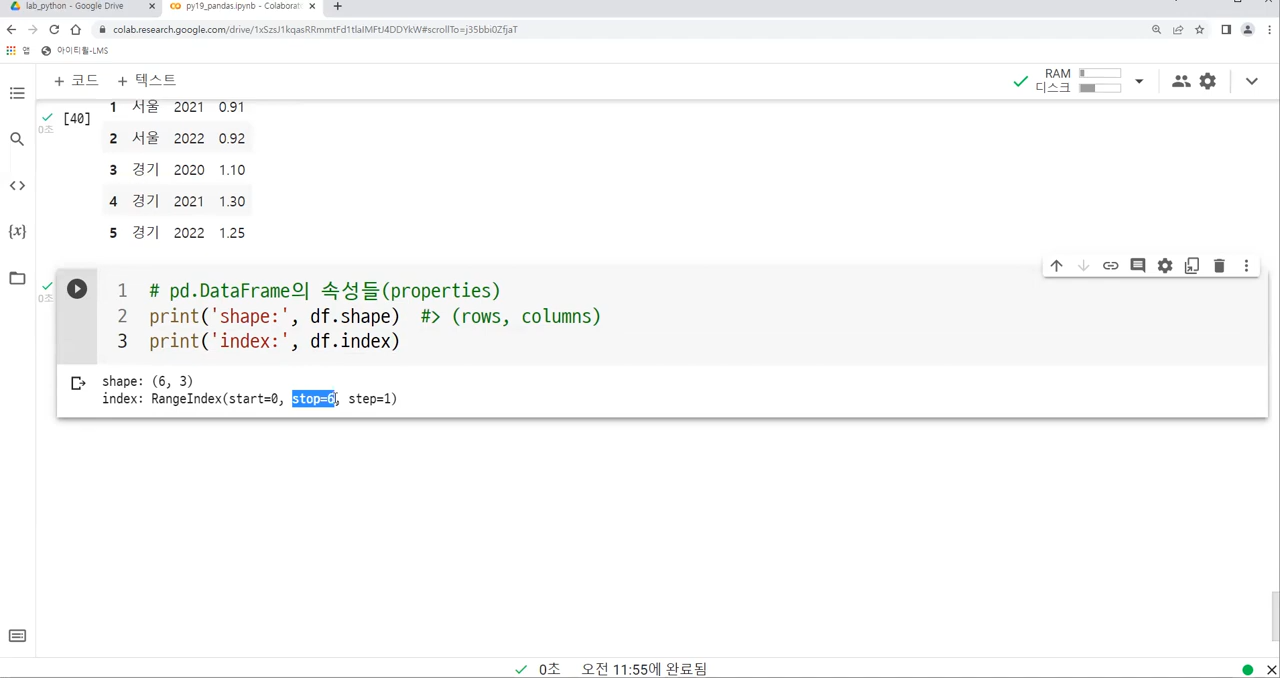 lab_python - Google Drive
py19_pandas.ipynb - Colaborat
colab.research.google.com/drive/1xSzsJ1kqasRRmmtFd1tlaIMFtJ4DDYkW#scrollTo=j35bbi0ZfjaT
앱 아이티윌-LMS
+ 코드 + 텍스트
RAM
디스크
[40]
0초
1 서울 2021 0.91
2 서울 2022 0.92
3 경기 2020 1.10
4 경기 2021 1.30
5 경기 2022 1.25
0초
1 # pd.DataFrame의 속성들(properties)
2 print('shape:', df.shape) #> (rows, columns)
3 print('index:', df.index)
shape: (6, 3)
index: RangeIndex(start=0, stop=6, step=1)
0초 오전 11:55에 완료됨